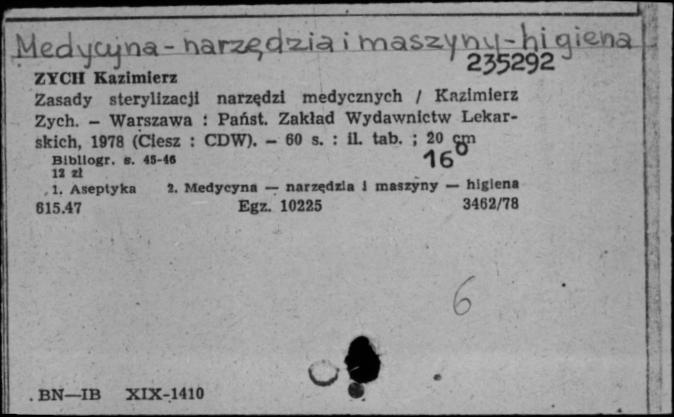 Medycyna - narzędzia i maszyny - higiena
235292
ZYCH Kazimierz
Zasady sterylizacji narzędzi medycznych / Kazimierz
Zych. — Warszawa : Państ. Zakład Wydawnictw Lekar-
skich, 1978 (Ciesz : CDW). — 60 s. : il. tab. ; 20 cm
16°
Bibliogr. s. 45-46
12 zł
1. Aseptyka 2. Medycyna — narzędzia i maszyny — higiena
615.47 Egz. 10225 3462/78
6
BN—IB XIX-1410